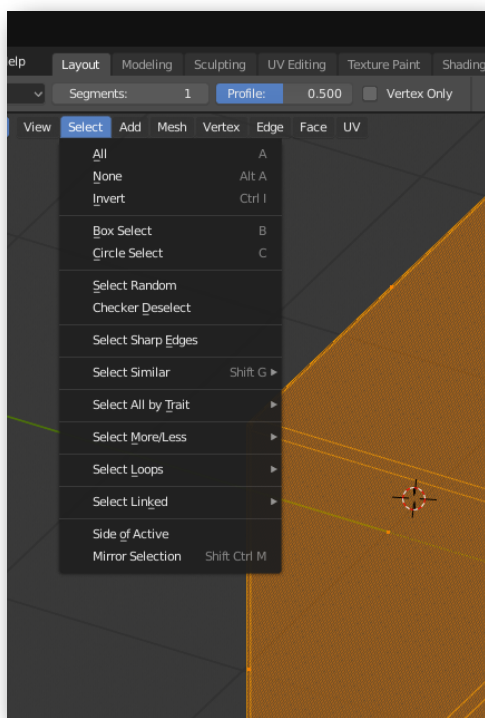 elp Layout Modeling Sculpting UV Editing Texture Paint Shading
Segments: 1 Profile: 0.500 Vertex Only
View Select Add Mesh Vertex Edge Face UV
All A
None Alt A
Invert Ctrl I
Box Select B
Circle Select C
Select Random
Checker Deselect
Select Sharp Edges
Select Similar Shift G
Select All by Trait
Select More/Less
Select Loops
Select Linked
Side of Active
Mirror Selection Shift Ctrl M